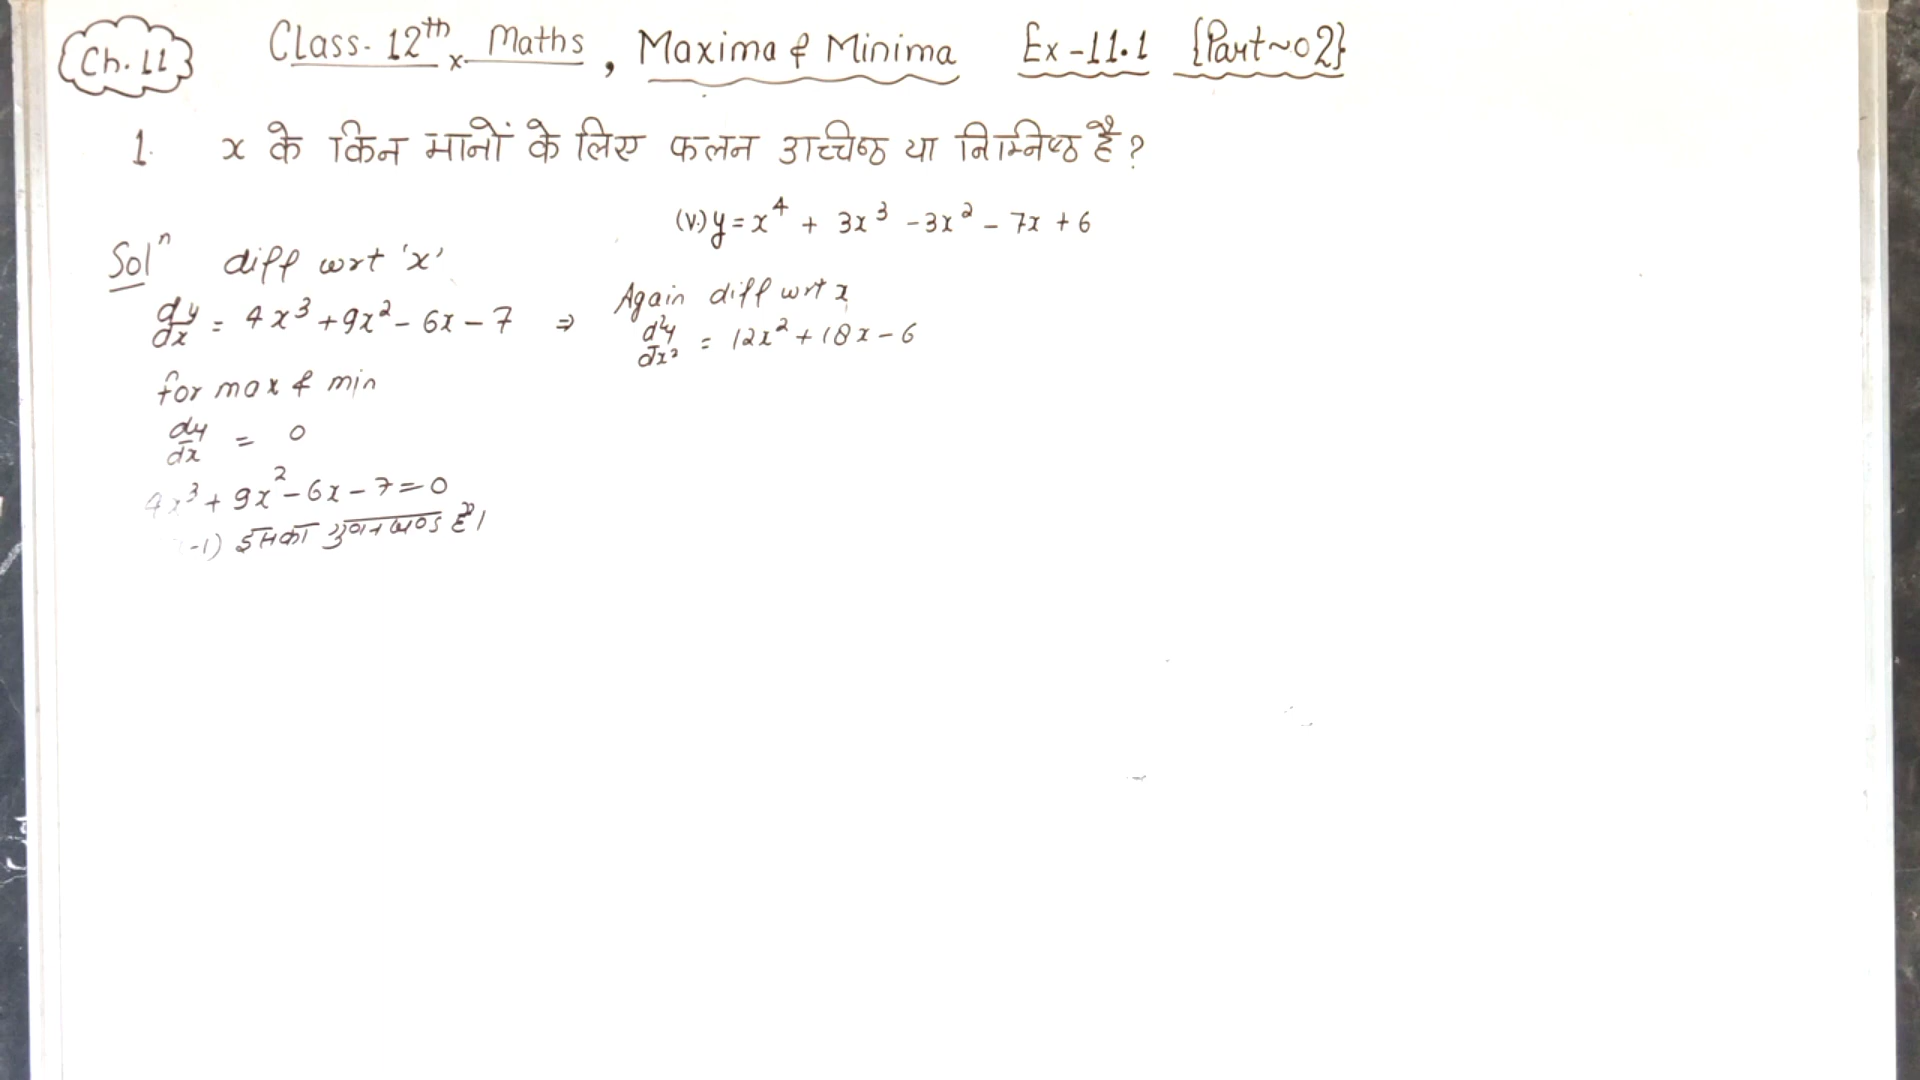 Ch. 11
Class. 12th x Maths , Maxima & Minima Ex -11.1 {Part~02}
1. x के किन मानों के लिए फलन उच्चिष्ठ या निम्निष्ठ है ?
(v.) y = x⁴ + 3x³ - 3x² - 7x + 6
Solⁿ diff wrt 'x'
dy/dx = 4x³ + 9x² - 6x - 7 ⇒
Again diff wrt x
d²y/dx² = 12x² + 18x - 6
for max & min
dy/dx = 0
4x³ + 9x² - 6x - 7 = 0
-1) इसका गुणनखण्ड है।